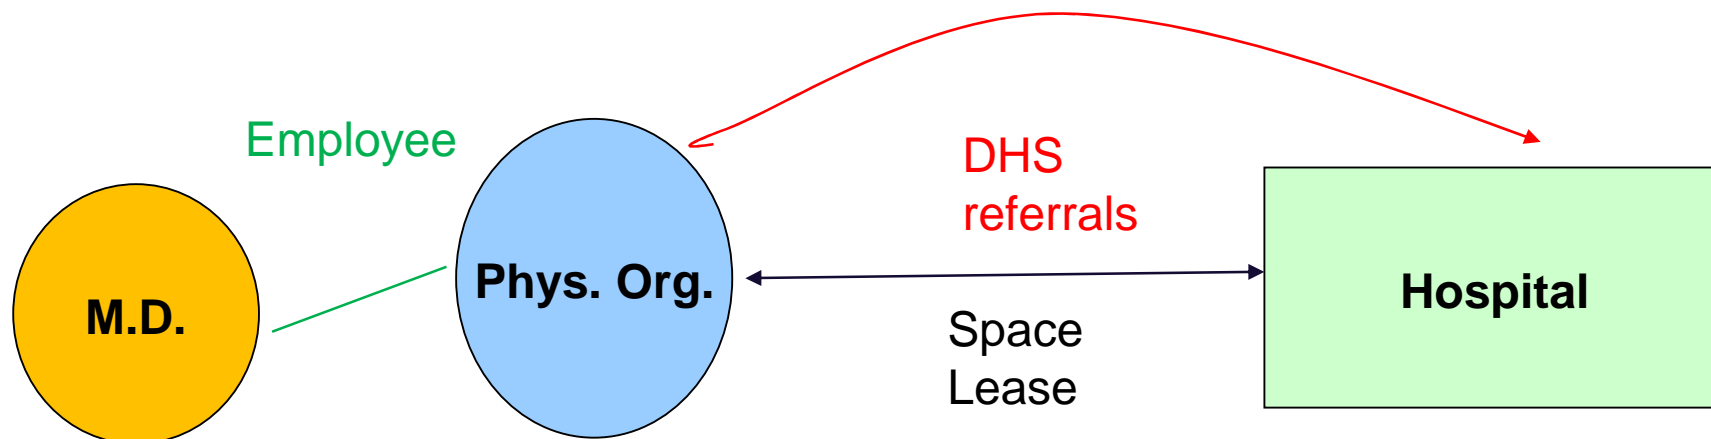 Employee
DHS
referrals
M.D.
Phys. Org.
Hospital
Space
Lease